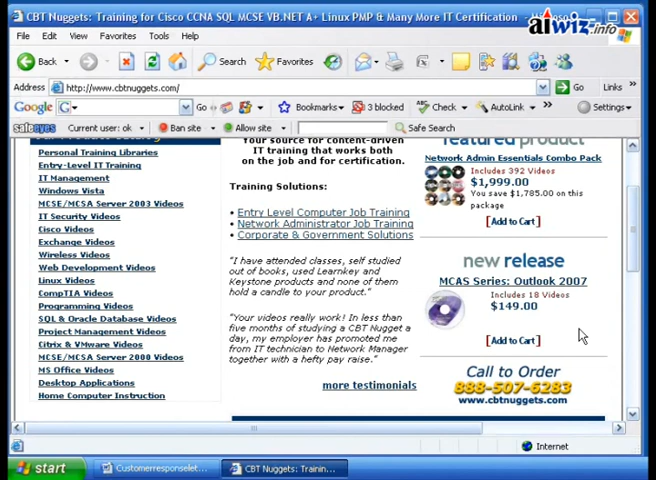 CBT Nuggets: Training for Cisco CCNA SQL MCSE VB.NET A+ Linux PMP & Many More IT Certification
aiwiz.info
File Edit View Favorites Tools Help
Back Search Favorites
Address http://www.cbtnuggets.com/ Go Links »
Google G Go Bookmarks 3 blocked Check AutoLink » Settings
safeeyes Current user: ok Ban site Allow site Safe Search
Personal Training Libraries
Entry-Level IT Training
IT Management
Windows Vista
MCSE/MCSA Server 2003 Videos
IT Security Videos
Cisco Videos
Exchange Videos
Wireless Videos
Web Development Videos
Linux Videos
CompTIA Videos
Programming Videos
SQL & Oracle Database Videos
Project Management Videos
Citrix & VMware Videos
MCSE/MCSA Server 2000 Videos
MS Office Videos
Desktop Applications
Home Computer Instruction
Your source for content-driven
IT training that works both
on the job and for certification.
Training Solutions:
• Entry Level Computer Job Training
• Network Administrator Job Training
• Corporate & Government Solutions
"I have attended classes, self studied
out of books, used Learnkey and
Keystone products and none of them
hold a candle to your product."
"Your videos really work! In less than
five months of studying a CBT Nugget a
day, my employer has promoted me
from IT technician to Network Manager
together with a hefty pay raise."
more testimonials
featured product
Network Admin Essentials Combo Pack
Includes 392 Videos
$1,999.00
You save $1,785.00 on this
package
[Add to Cart]
new release
MCAS Series: Outlook 2007
Includes 18 Videos
$149.00
[Add to Cart]
Call to Order
888-507-6283
www.cbtnuggets.com
Internet
start Customerresponselet... CBT Nuggets: Trainin...